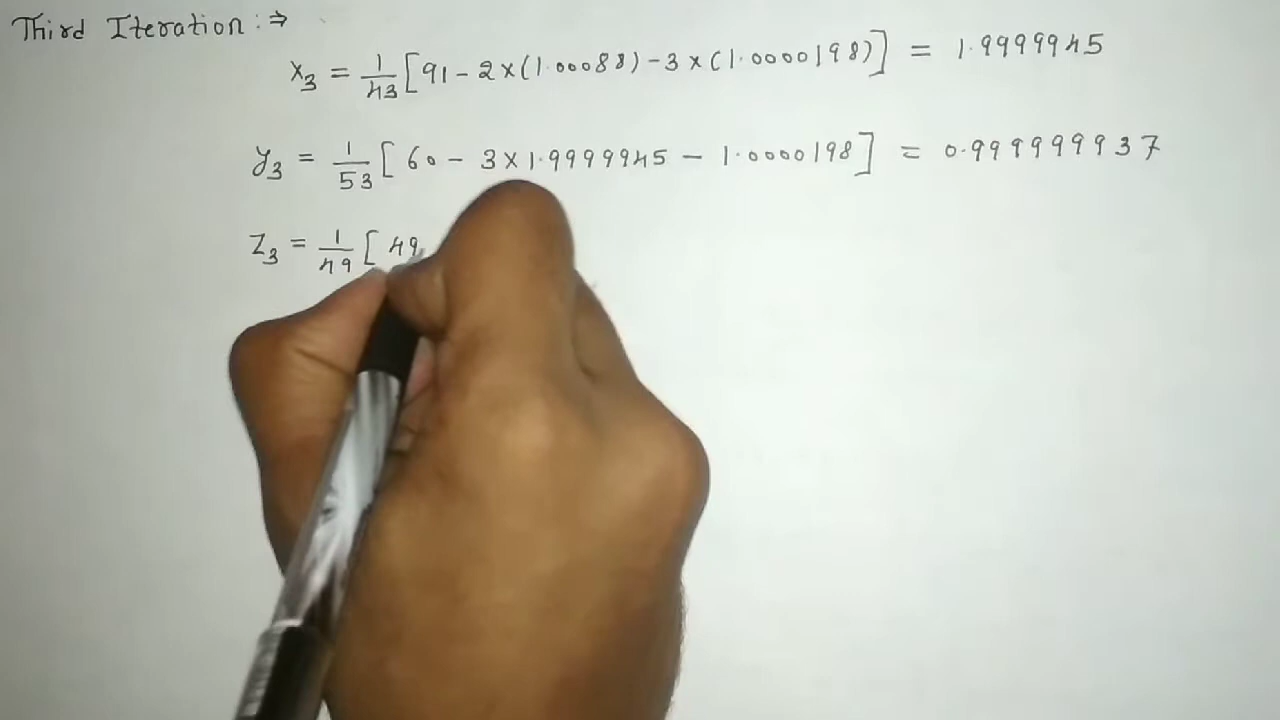 Third Iteration :⇒
x₃ = 1/43 [91 - 2×(1.00088) - 3×(1.0000198)] = 1.9999945
y₃ = 1/53 [60 - 3×1.9999945 - 1.0000198] = 0.999999937
z₃ = 1/49 [49